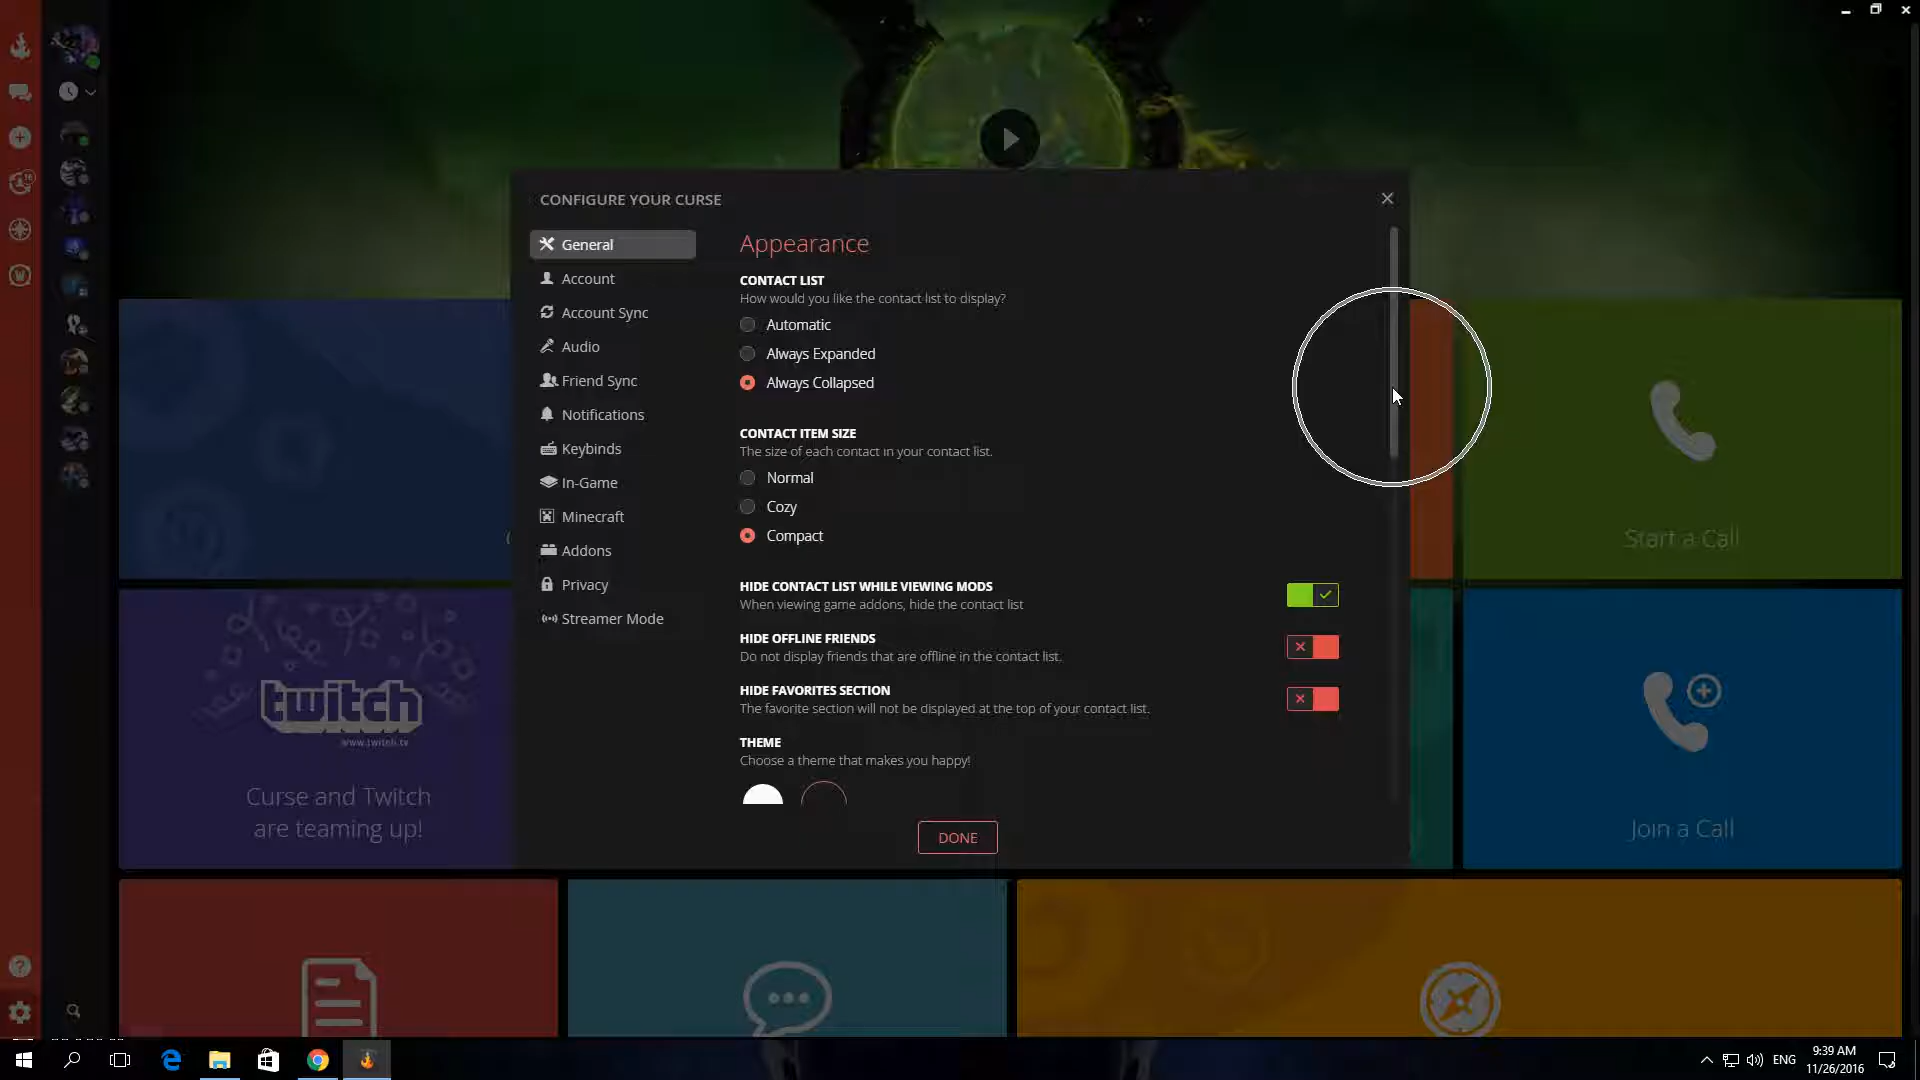 CONFIGURE YOUR CURSE
General
Account
Account Sync
Audio
Friend Sync
Notifications
Keybinds
In-Game
Minecraft
Addons
Privacy
Streamer Mode
Appearance
CONTACT LIST
How would you like the contact list to display?
Automatic
Always Expanded
Always Collapsed
CONTACT ITEM SIZE
The size of each contact in your contact list.
Normal
Cozy
Compact
HIDE CONTACT LIST WHILE VIEWING MODS
When viewing game addons, hide the contact list
HIDE OFFLINE FRIENDS
Do not display friends that are offline in the contact list.
HIDE FAVORITES SECTION
The favorite section will not be displayed at the top of your contact list.
THEME
Choose a theme that makes you happy!
DONE
16
twitch
www.twitch.tv
Curse and Twitch
are teaming up!
Start a Call
Join a Call
ENG
9:39 AM
11/26/2016